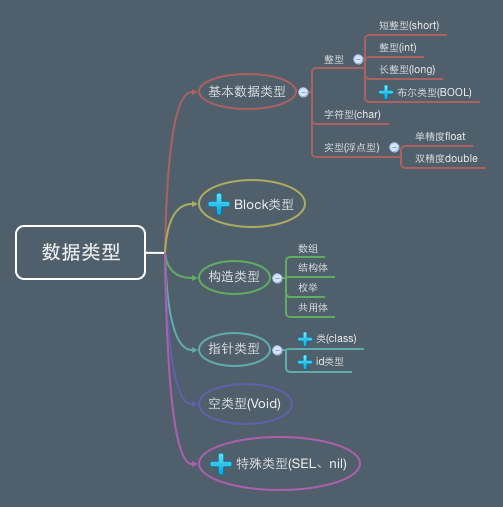 数据类型
基本数据类型
整型
短整型(short)
整型(int)
长整型(long)
布尔类型(BOOL)
字符型(char)
实型(浮点型)
单精度float
双精度double
Block类型
构造类型
数组
结构体
枚举
共用体
指针类型
类(class)
id类型
空类型(Void)
特殊类型(SEL、nil)